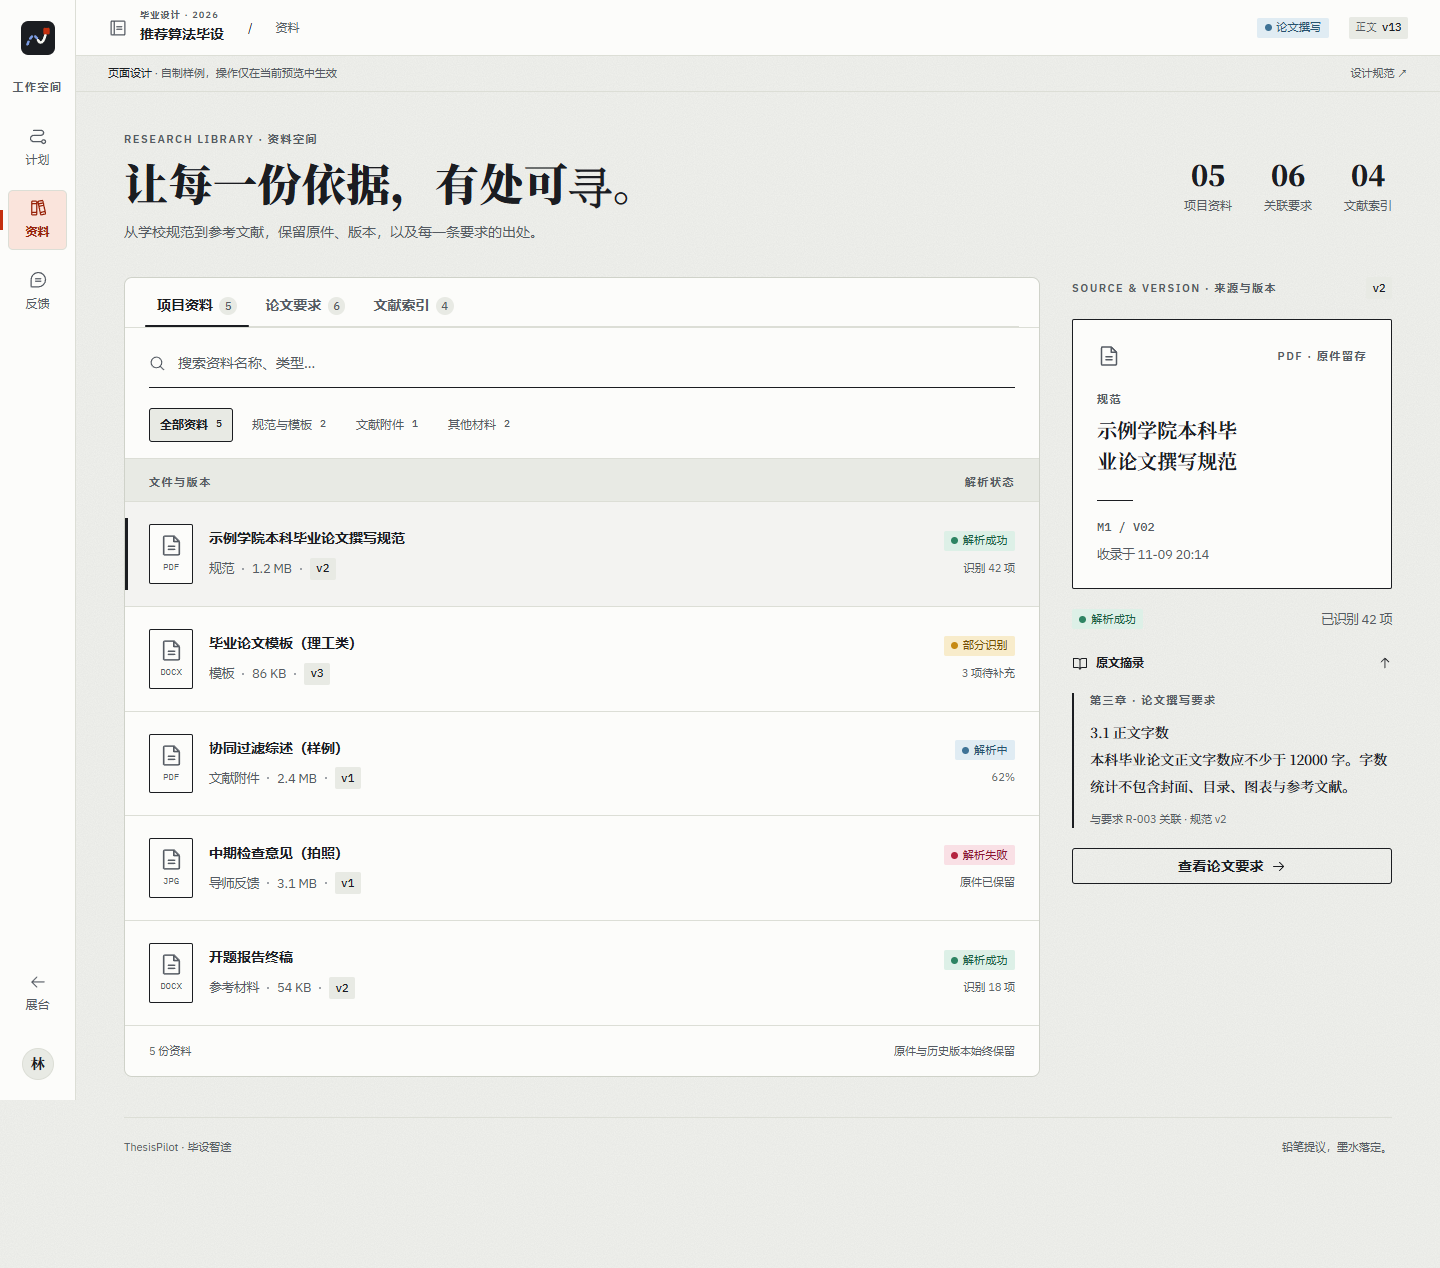 毕业设计 · 2026
推荐算法毕设 / 资料
论文撰写
正文 v13
工作空间
计划
资料
反馈
展台
林
页面设计 · 自制样例，操作仅在当前预览中生效
设计规范 ↗
RESEARCH LIBRARY · 资料空间
让每一份依据，有处可寻。
从学校规范到参考文献，保留原件、版本，以及每一条要求的出处。
05 06 04
项目资料 关联要求 文献索引
项目资料 5 论文要求 6 文献索引 4
搜索资料名称、类型...
全部资料 5 规范与模板 2 文献附件 1 其他材料 2
文件与版本 解析状态
PDF
示例学院本科毕业论文撰写规范 解析成功
规范 · 1.2 MB · v2 识别 42 项
DOCX
毕业论文模板（理工类） 部分识别
模板 · 86 KB · v3 3 项待补充
PDF
协同过滤综述（样例） 解析中
文献附件 · 2.4 MB · v1 62%
JPG
中期检查意见（拍照） 解析失败
导师反馈 · 3.1 MB · v1 原件已保留
DOCX
开题报告终稿 解析成功
参考材料 · 54 KB · v2 识别 18 项
5 份资料 原件与历史版本始终保留
SOURCE & VERSION · 来源与版本 v2
PDF · 原件留存
规范
示例学院本科毕
业论文撰写规范
M1 / V02
收录于 11-09 20:14
解析成功 已识别 42 项
原文摘录 ↑
第三章 · 论文撰写要求
3.1 正文字数
本科毕业论文正文字数应不少于 12000 字。字数
统计不包含封面、目录、图表与参考文献。
与要求 R-003 关联 · 规范 v2
查看论文要求 →
ThesisPilot · 毕设智途
铅笔提议，墨水落定。